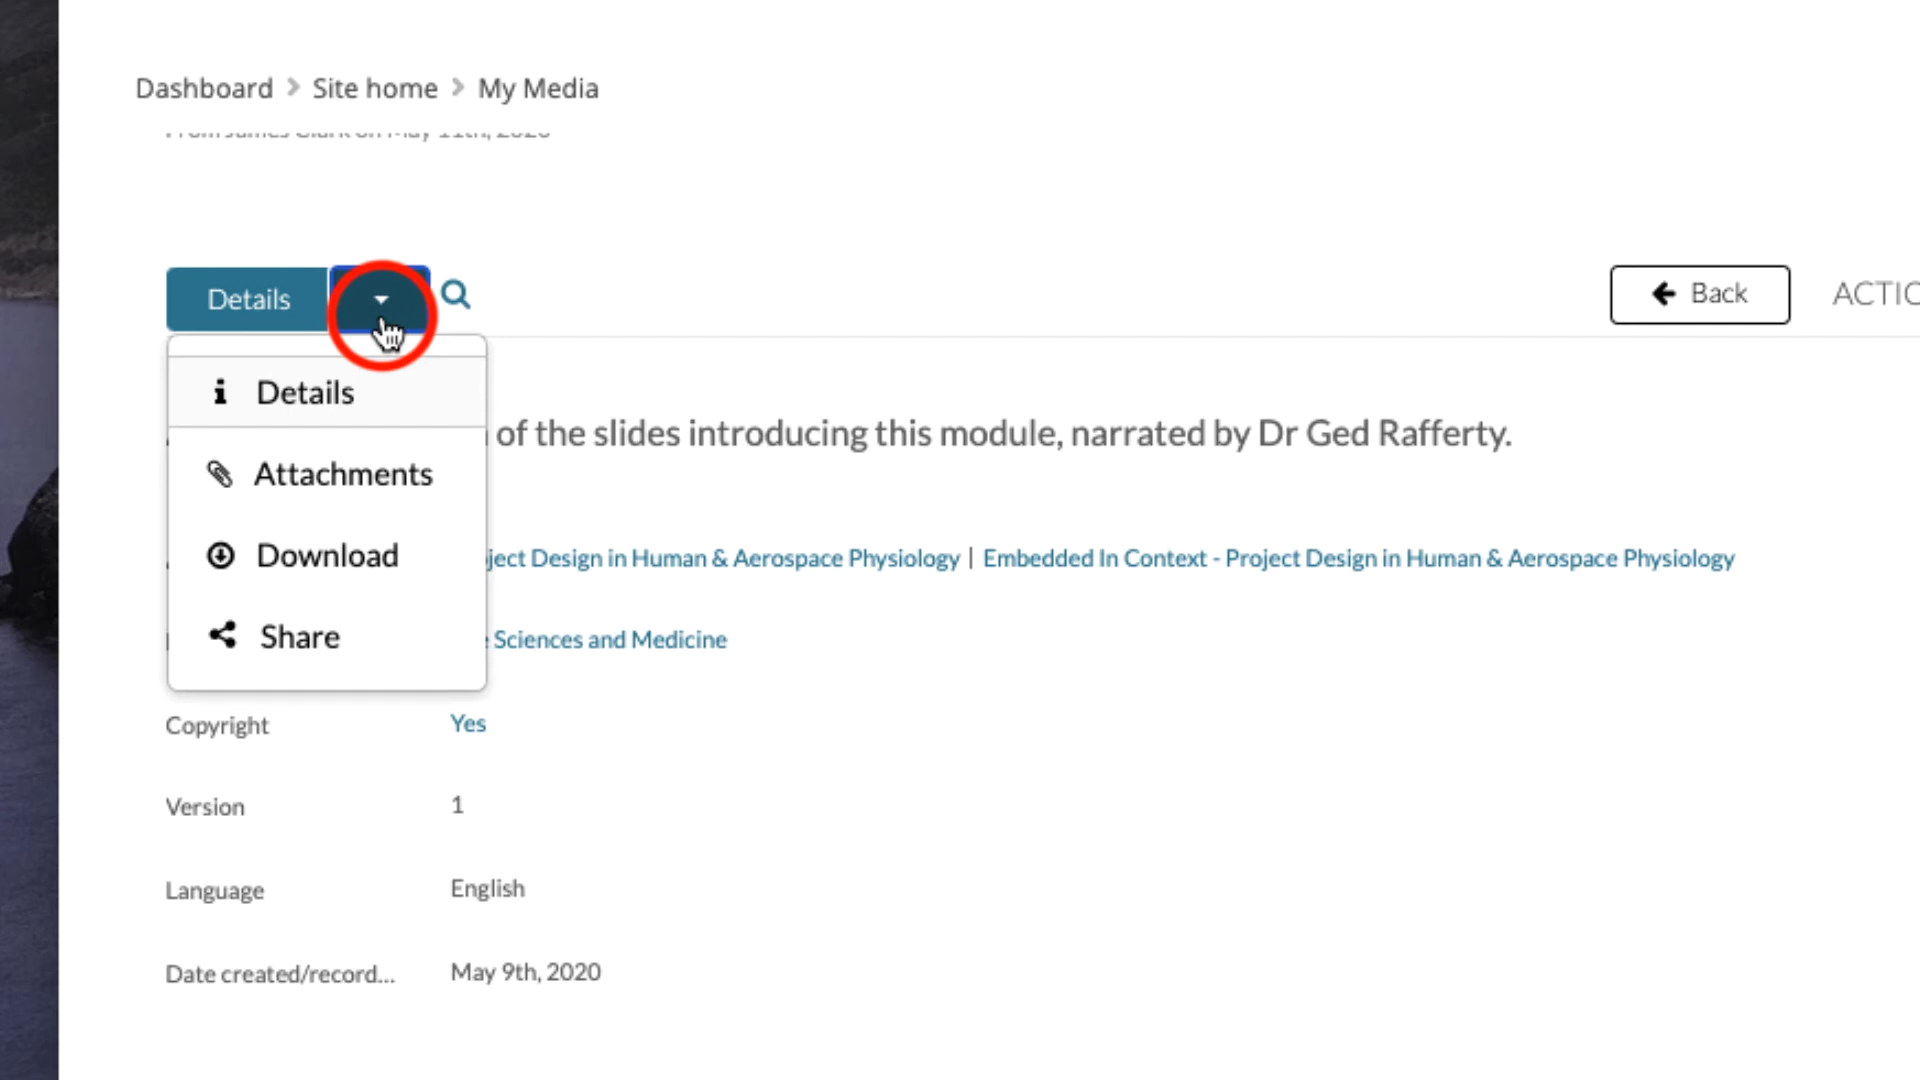 Dashboard > Site home > My Media
From James Clark on May 11th, 2020
Details
Back
ACTIO
Details
of the slides introducing this module, narrated by Dr Ged Rafferty.
Attachments
Download
ject Design in Human & Aerospace Physiology | Embedded In Context - Project Design in Human & Aerospace Physiology
Share
Sciences and Medicine
Copyright Yes
Version 1
Language English
Date created/record... May 9th, 2020